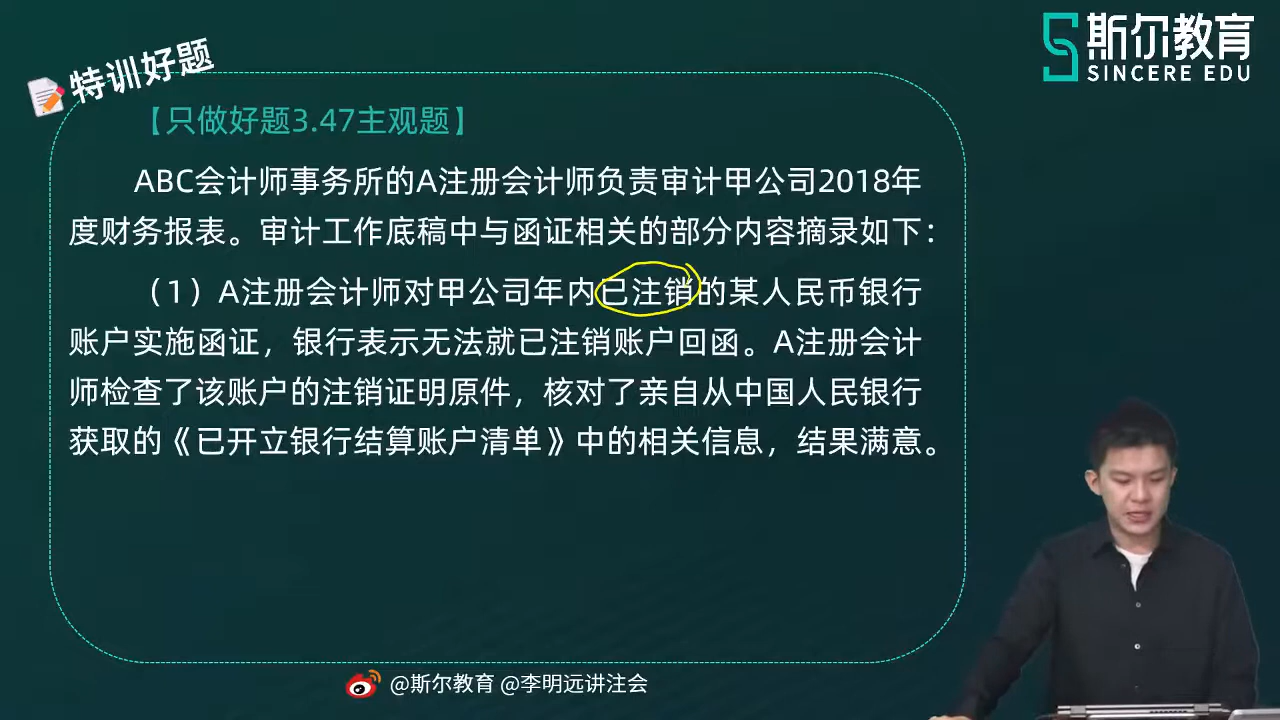 斯尔教育
SINCERE EDU
特训好题
【只做好题3.47主观题】
ABC会计师事务所的A注册会计师负责审计甲公司2018年
度财务报表。审计工作底稿中与函证相关的部分内容摘录如下：
（1）A注册会计师对甲公司年内已注销的某人民币银行
账户实施函证，银行表示无法就已注销账户回函。A注册会计
师检查了该账户的注销证明原件，核对了亲自从中国人民银行
获取的《已开立银行结算账户清单》中的相关信息，结果满意。
@斯尔教育 @李明远讲注会